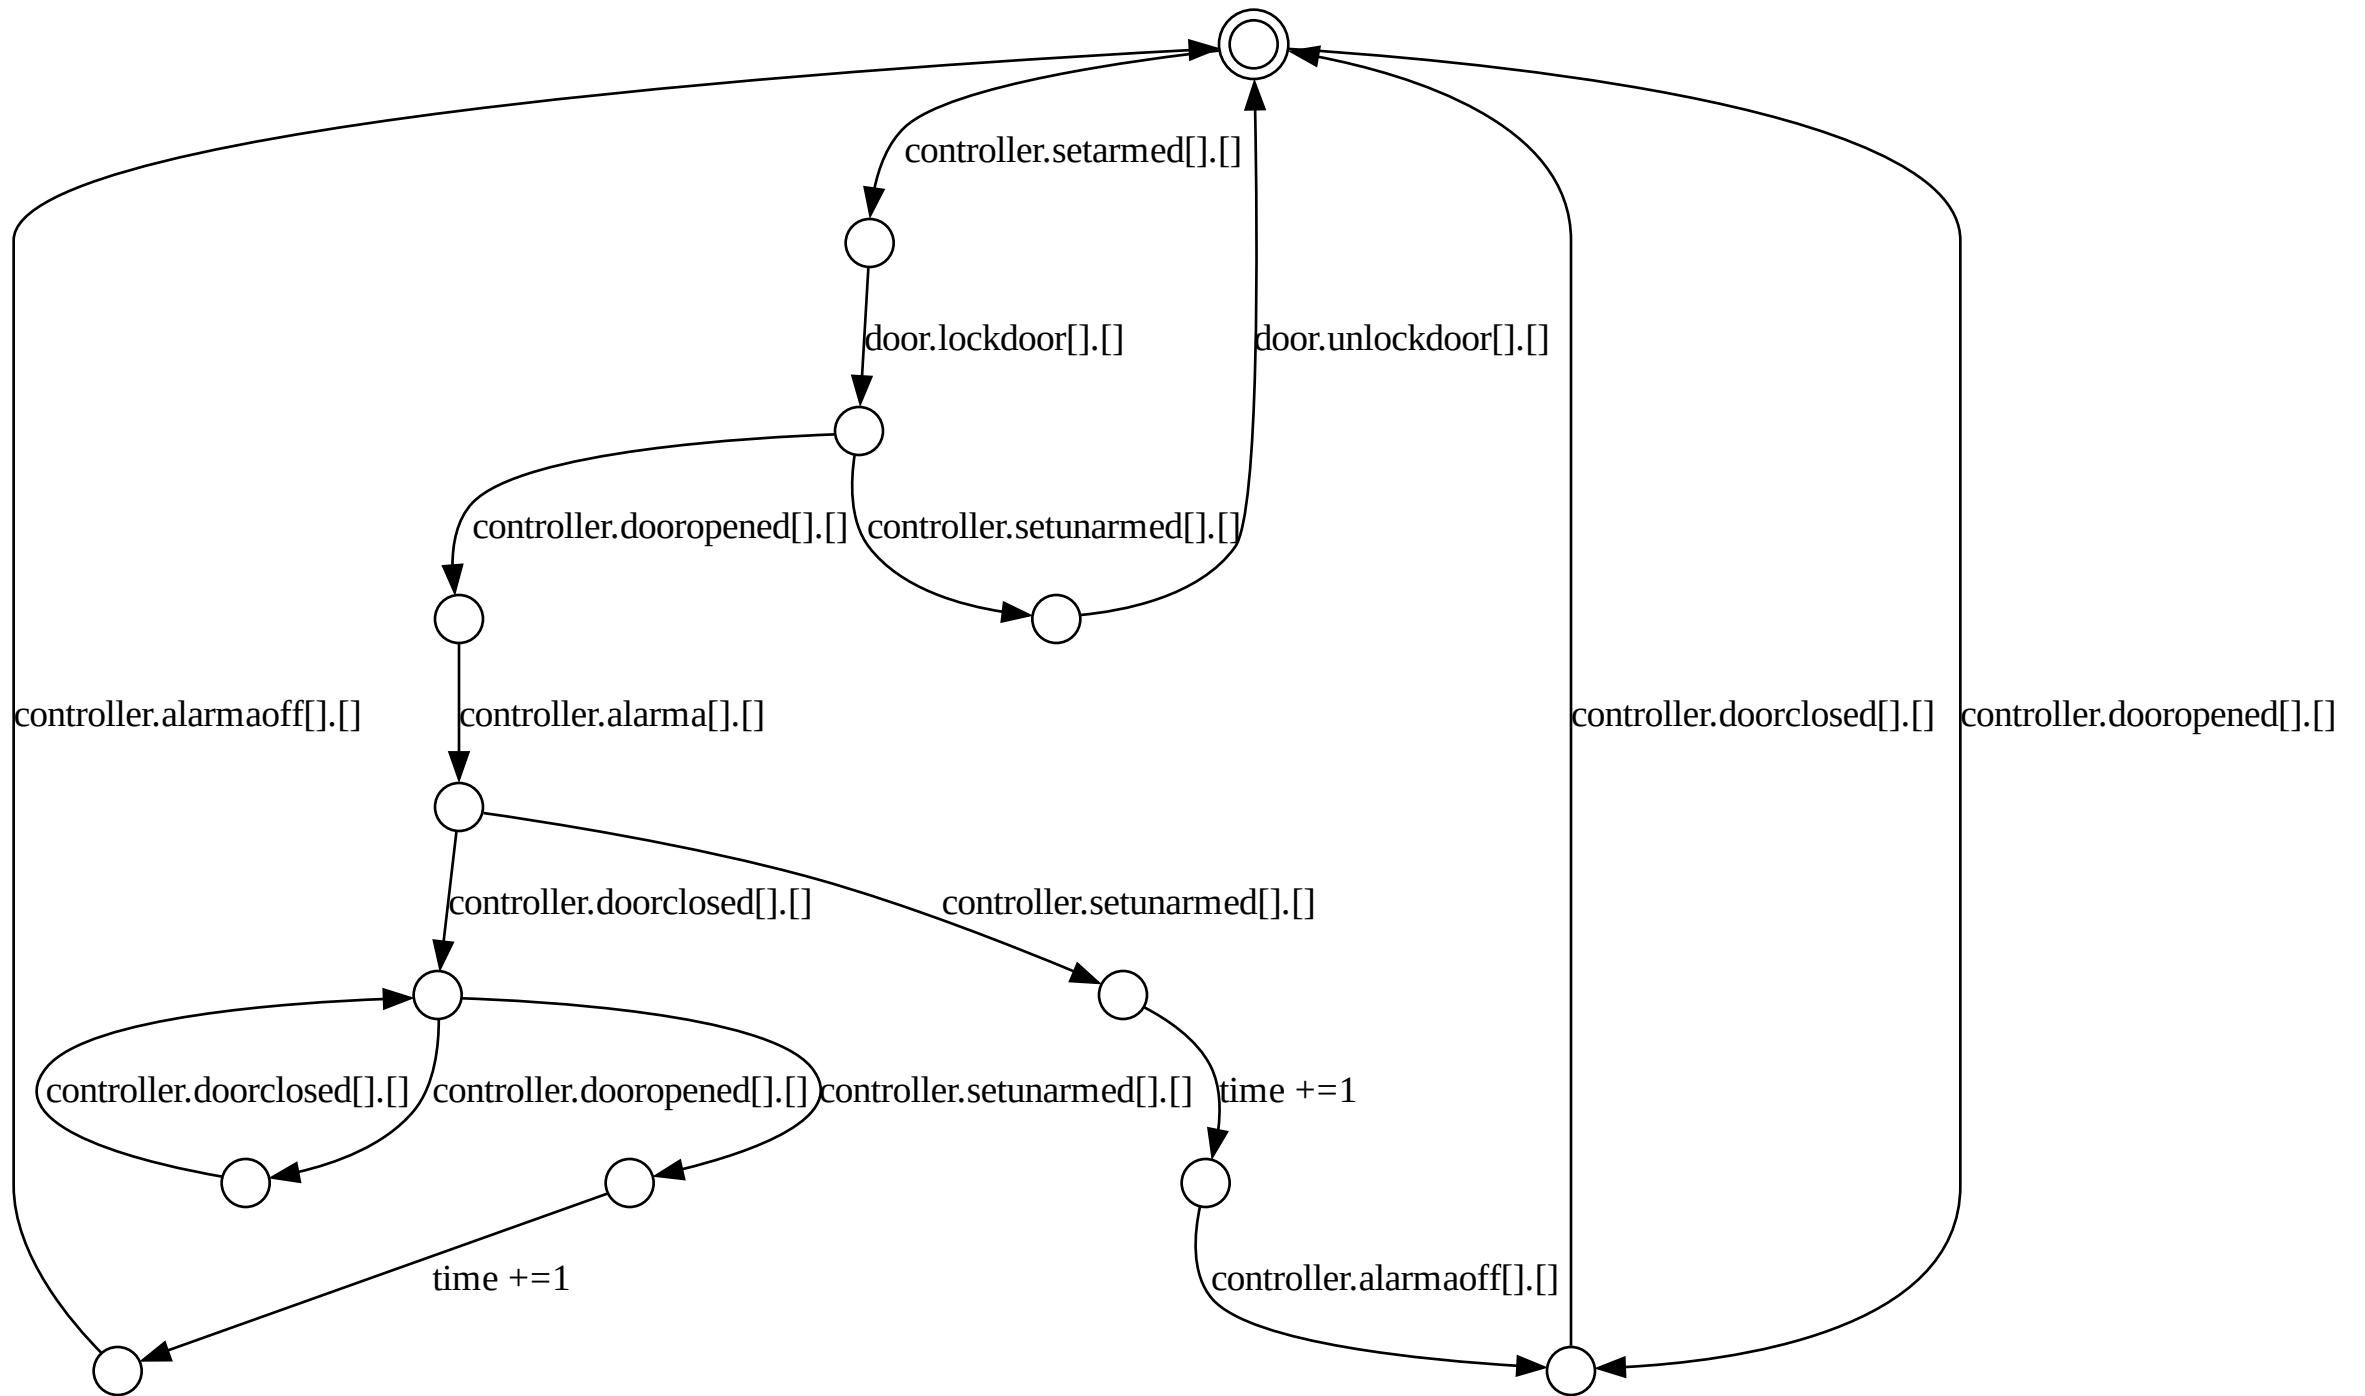 controller.setarmed[].[]
door.lockdoor[].[]
door.unlockdoor[].[]
controller.dooropened[].[]
controller.setunarmed[].[]
controller.alarmaoff[].[]
controller.alarma[].[]
controller.doorclosed[].[]
controller.dooropened[].[]
controller.doorclosed[].[]
controller.setunarmed[].[]
controller.doorclosed[].[]
controller.dooropened[].[]
controller.setunarmed[].[]
time +=1
time +=1
controller.alarmaoff[].[]